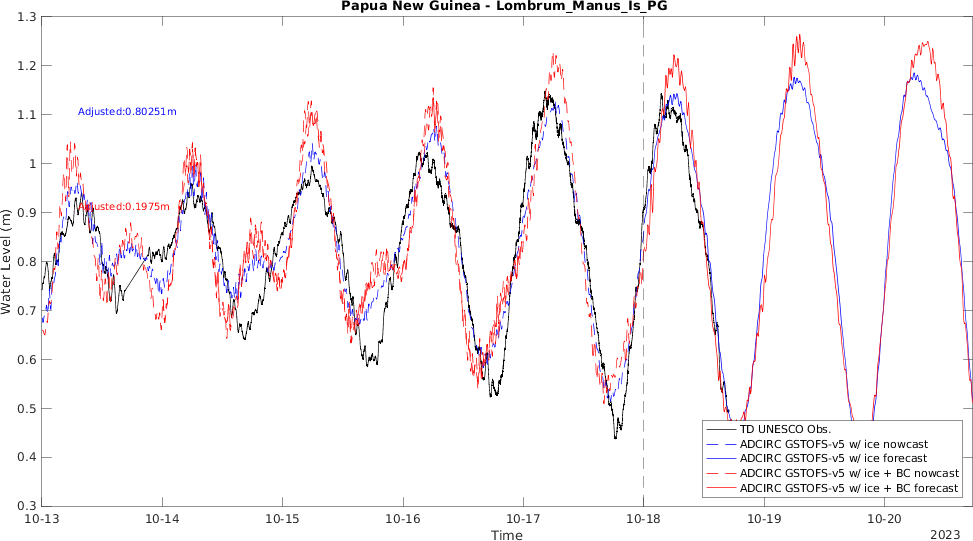 Papua New Guinea - Lombrum_Manus_Is_PG
1.3
1.2
1.1
1
0.9
0.8
0.7
0.6
0.5
0.4
0.3
Water Level (m)
Adjusted:0.80251m
Adjusted:0.1975m
TD UNESCO Obs.
ADCIRC GSTOFS-v5 w/ ice nowcast
ADCIRC GSTOFS-v5 w/ ice forecast
ADCIRC GSTOFS-v5 w/ ice + BC nowcast
ADCIRC GSTOFS-v5 w/ ice + BC forecast
10-13 10-14 10-15 10-16 10-17 10-18 10-19 10-20
Time
2023